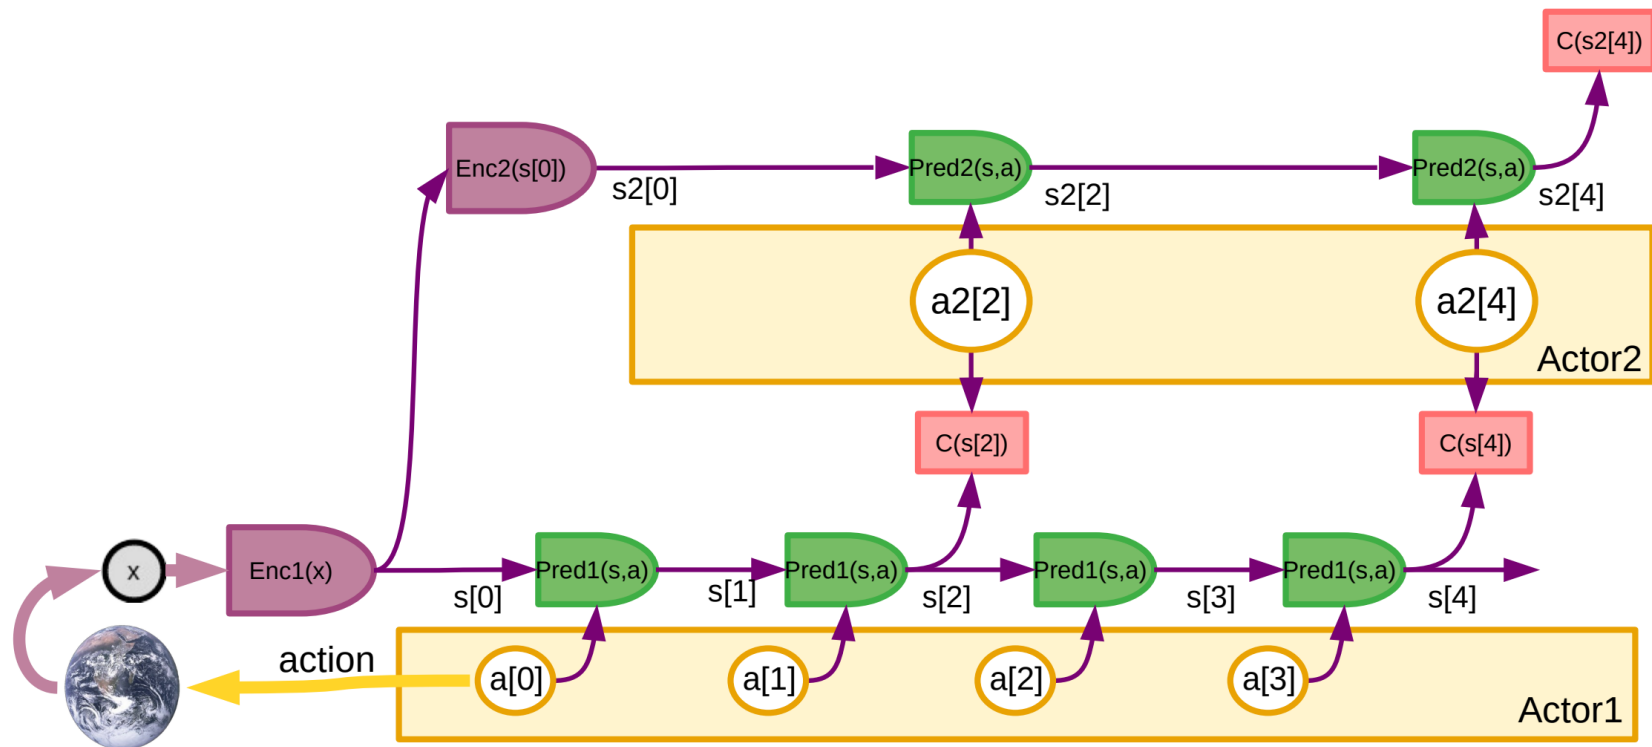 C(s2[4])
Enc2(s[0])
Pred2(s,a)
Pred2(s,a)
s2[0]
s2[2]
s2[4]
a2[2]
a2[4]
Actor2
C(s[2])
C(s[4])
x
Enc1(x)
Pred1(s,a)
Pred1(s,a)
Pred1(s,a)
Pred1(s,a)
s[0]
s[1]
s[2]
s[3]
s[4]
action
a[0]
a[1]
a[2]
a[3]
Actor1